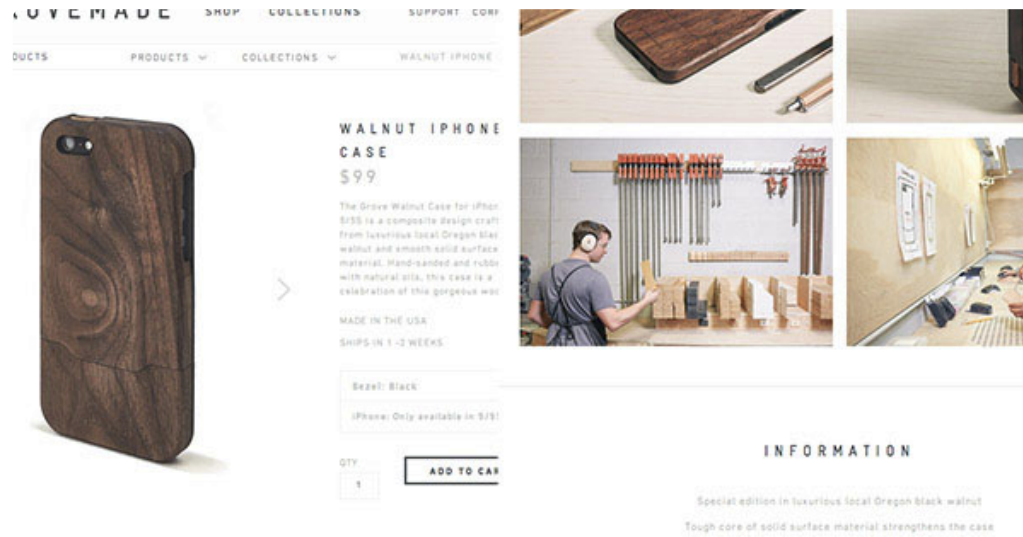 SHOP COLLECTIONS SUPPORT
PRODUCTS COLLECTIONS WALNUT IPHONE
WALNUT IPHONE
CASE
$99
The Grove Walnut Case for iPhon
5/5S is a composite design craft
from luxurious local Oregon blac
walnut and smooth solid surface
material. Hand-sanded and rubbe
with natural oils, this case is a
celebration of this gorgeous woo
MADE IN THE USA
SHIPS IN 1 -2 WEEKS
Bezel: Black
iPhone: Only available in 5/5S
QTY
1
ADD TO CAR
INFORMATION
Special edition in luxurious local Oregon black walnut
Tough core of solid surface material strengthens the case